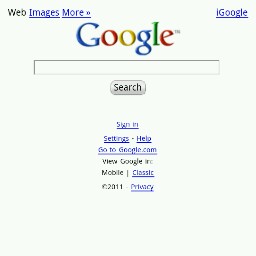 Web Images More » iGoogle
Google™
Search
Sign in
Settings - Help
Go to Google.com
View Google in:
Mobile | Classic
©2011 - Privacy